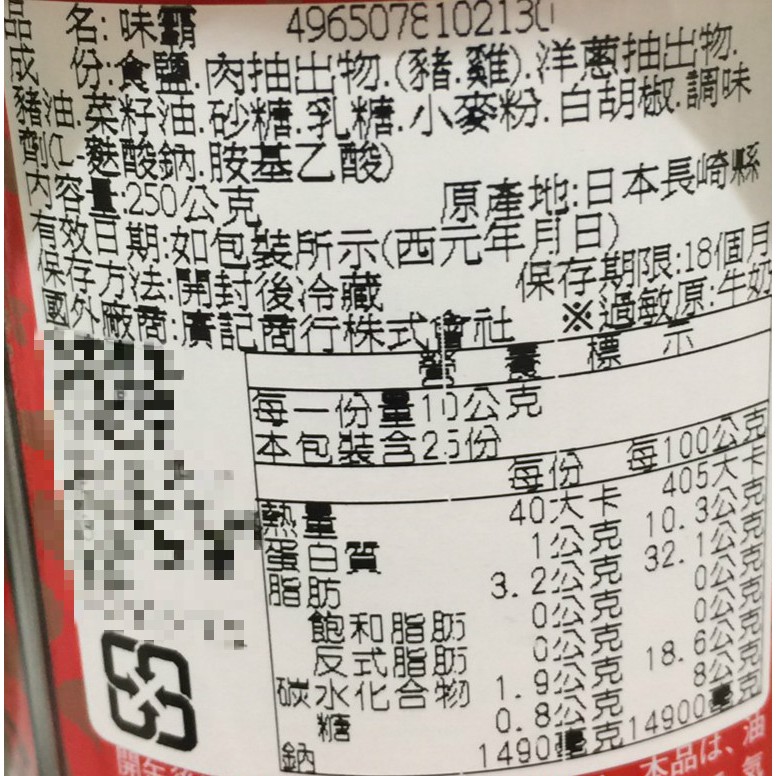 品 名:味霸 4965078102130
成 份:食鹽.肉抽出物.(豬.雞).洋蔥抽出物.
豬油.菜籽油.砂糖.乳糖.小麥粉.白胡椒.調味
劑(L-麩酸鈉.胺基乙酸)
內容量:250公克 原產地:日本長崎縣
有效日期:如包裝所示(西元年月日)
保存方法:開封後冷藏 保存期限:18個月
國外廠商:廣記商行株式會社 ※過敏原:牛奶
營 養 標 示
每一份量10公克
本包裝含25份
每份 每100公克
熱量 40大卡 405大卡
蛋白質 1公克 10.3公克
脂肪 3.2公克 32.1公克
飽和脂肪 0公克 0公克
反式脂肪 0公克 0公克
碳水化合物 1.9公克 18.6公克
糖 0.8公克 8公克
鈉 1490毫克 14900毫克
本品は、油